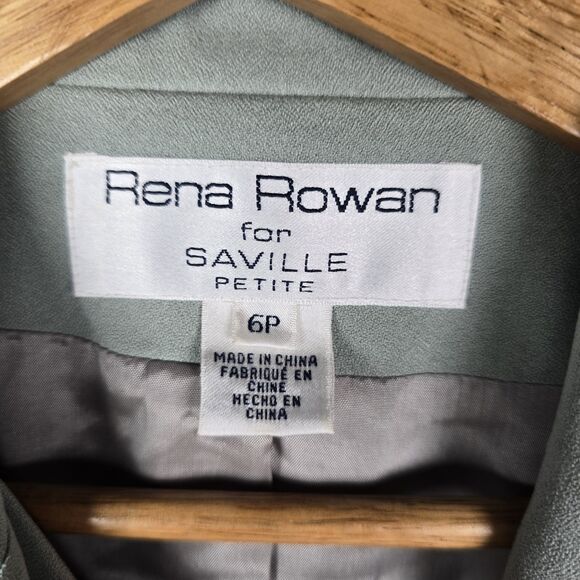 Rena Rowan
for
SAVILLE
PETITE
6P
MADE IN CHINA
FABRIQUÉ EN
CHINE
HECHO EN
CHINA